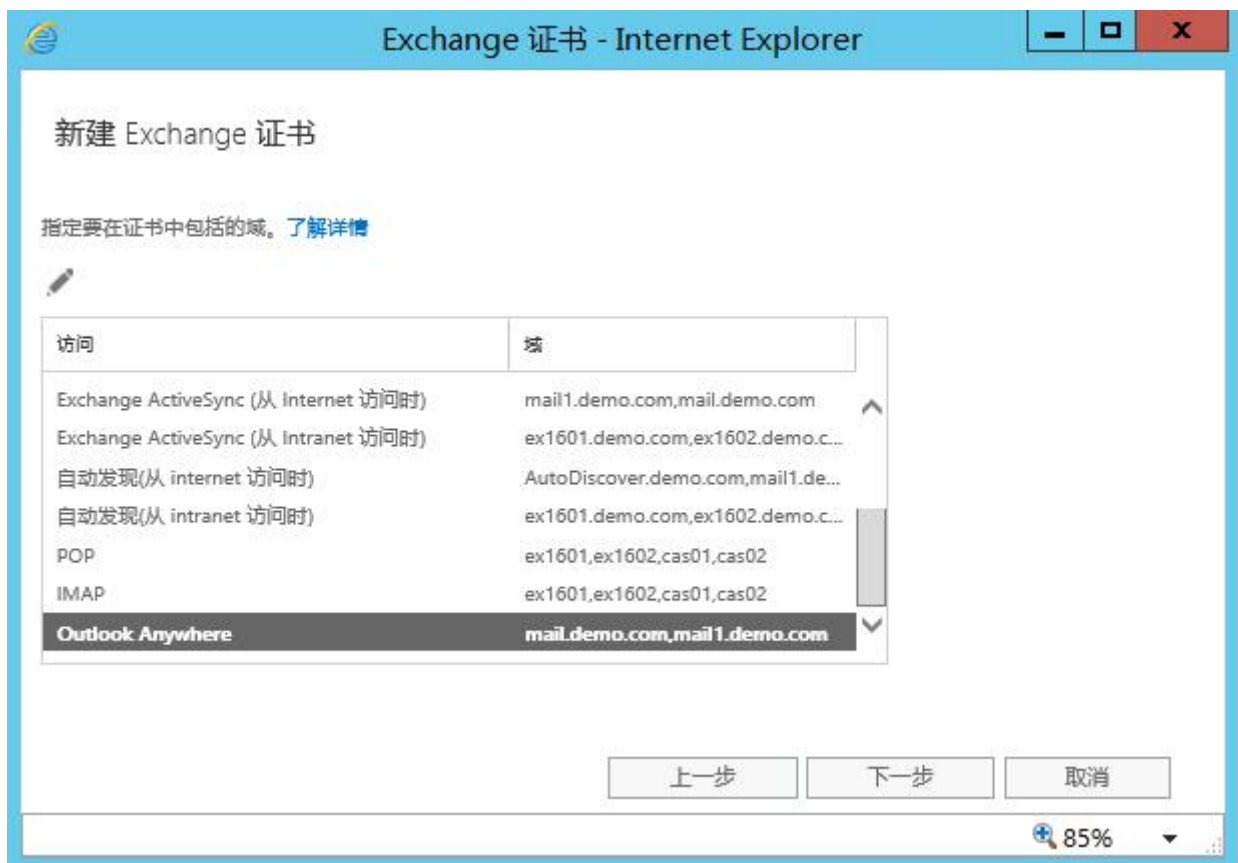 Exchange 证书 - Internet Explorer
新建 Exchange 证书
指定要在证书中包括的域。了解详情
访问 域
Exchange ActiveSync (从 Internet 访问时) mail1.demo.com,mail.demo.com
Exchange ActiveSync (从 Intranet 访问时) ex1601.demo.com,ex1602.demo.c...
自动发现(从 internet 访问时) AutoDiscover.demo.com,mail1.de...
自动发现(从 intranet 访问时) ex1601.demo.com,ex1602.demo.c...
POP ex1601,ex1602,cas01,cas02
IMAP ex1601,ex1602,cas01,cas02
Outlook Anywhere mail.demo.com,mail1.demo.com
上一步 下一步 取消
85%